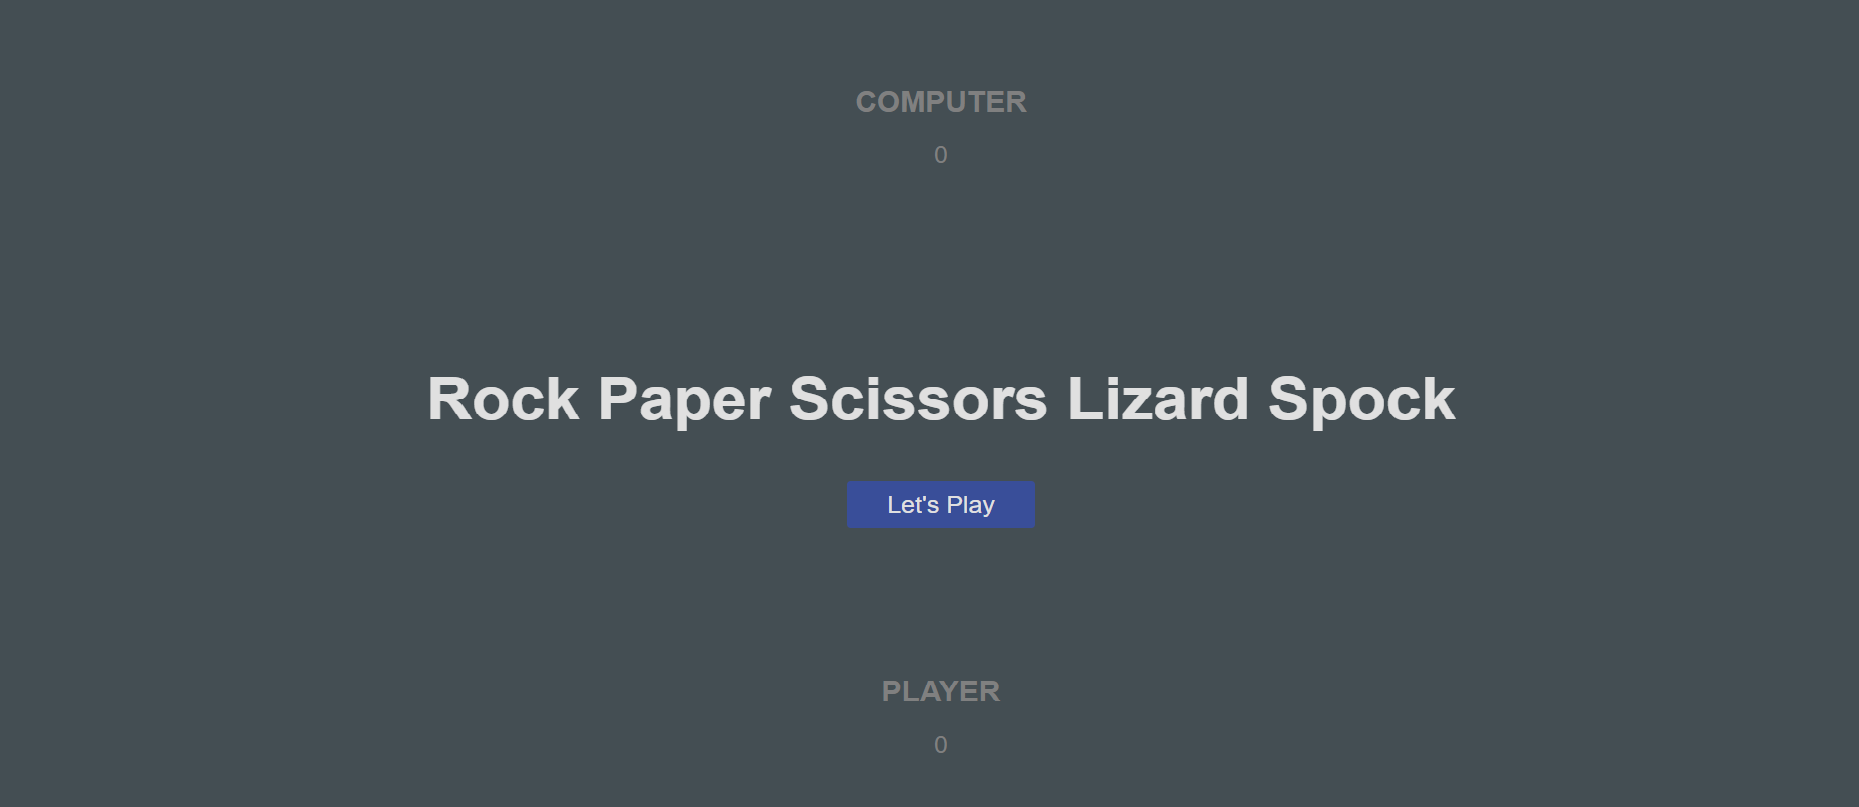 COMPUTER
0
Rock Paper Scissors Lizard Spock
Let's Play
PLAYER
0